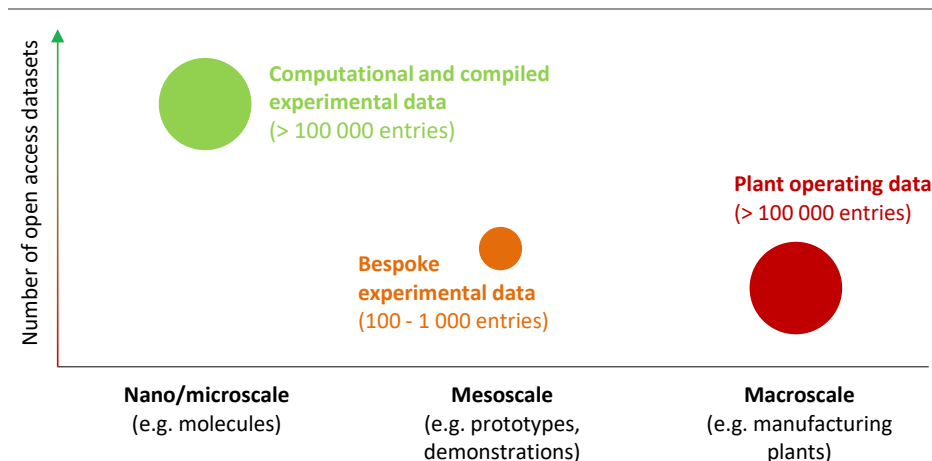 Number of open access datasets
Computational and compiled
experimental data
(> 100 000 entries)
Plant operating data
(> 100 000 entries)
Bespoke
experimental data
(100 - 1 000 entries)
Nano/microscale
(e.g. molecules)
Mesoscale
(e.g. prototypes,
demonstrations)
Macroscale
(e.g. manufacturing
plants)